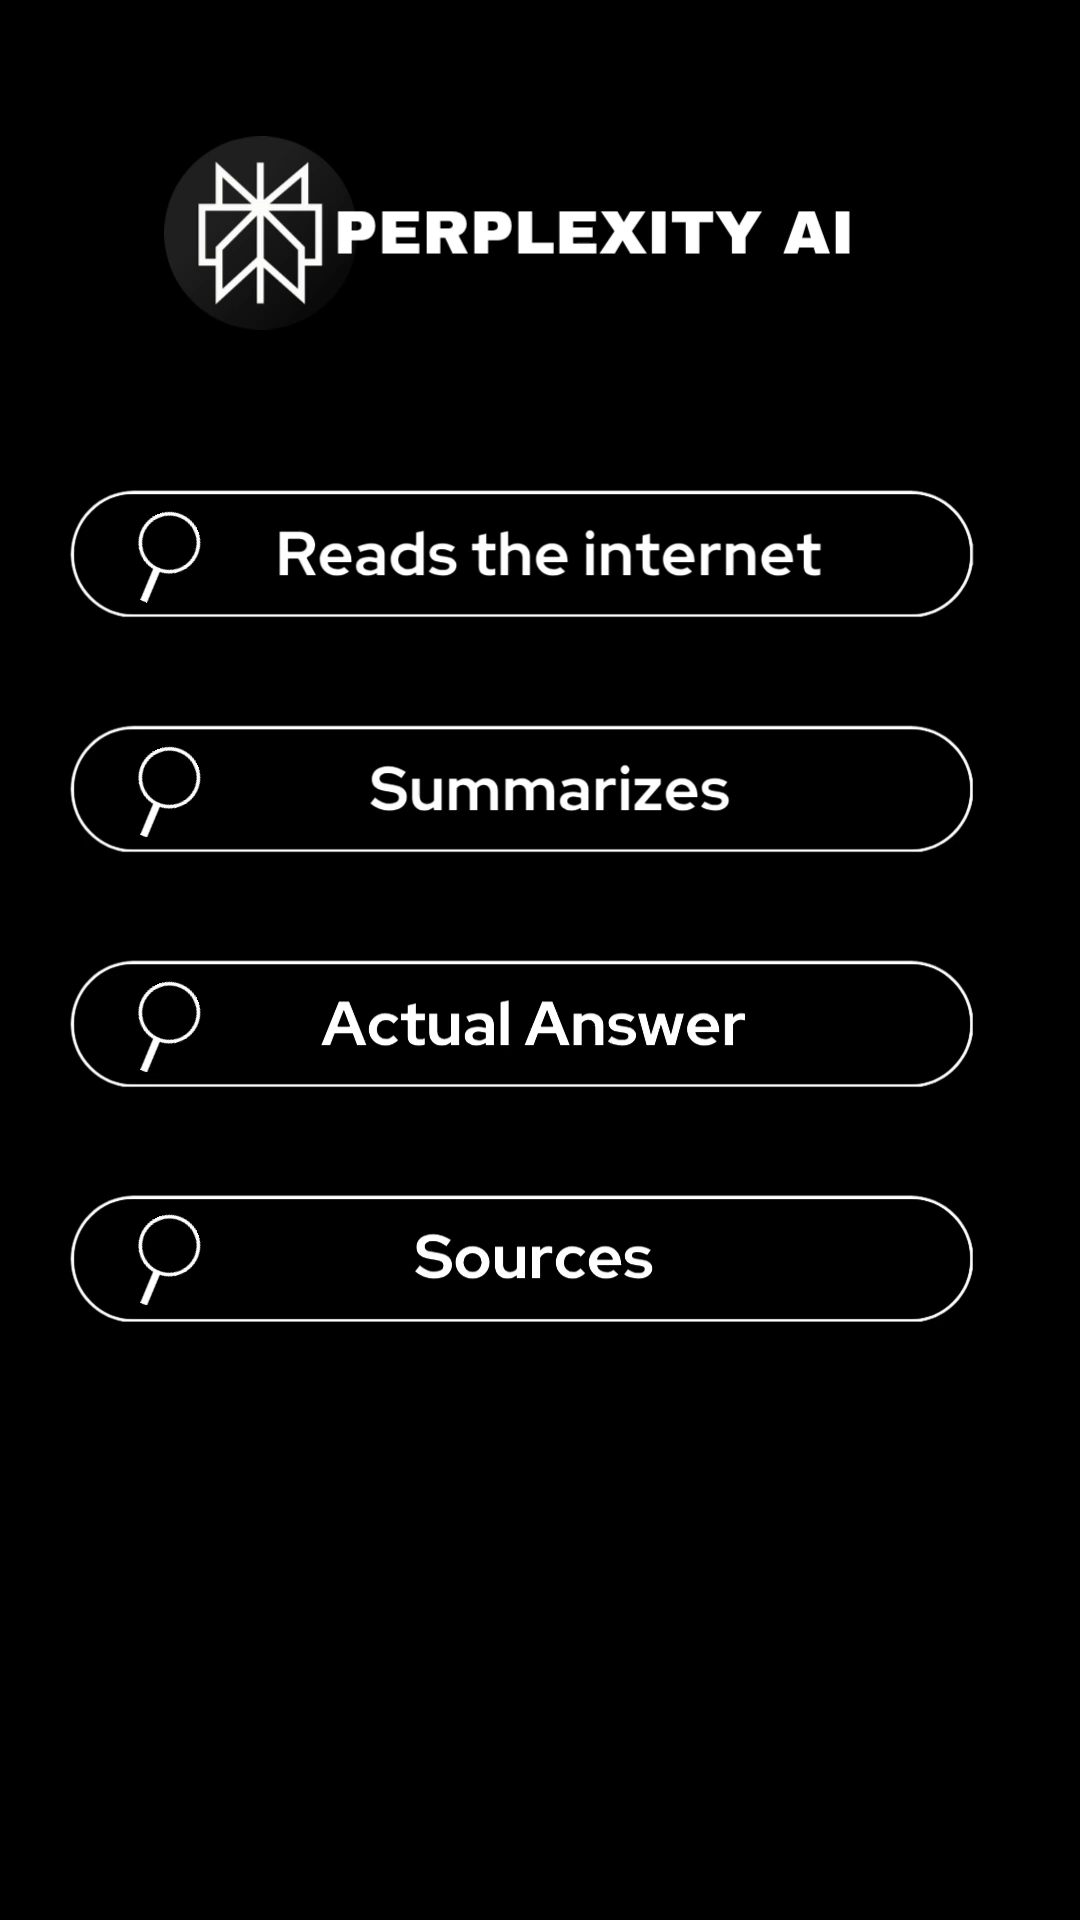 PERPLEXITY AI
Reads the internet
Summarizes
Actual Answer
Sources